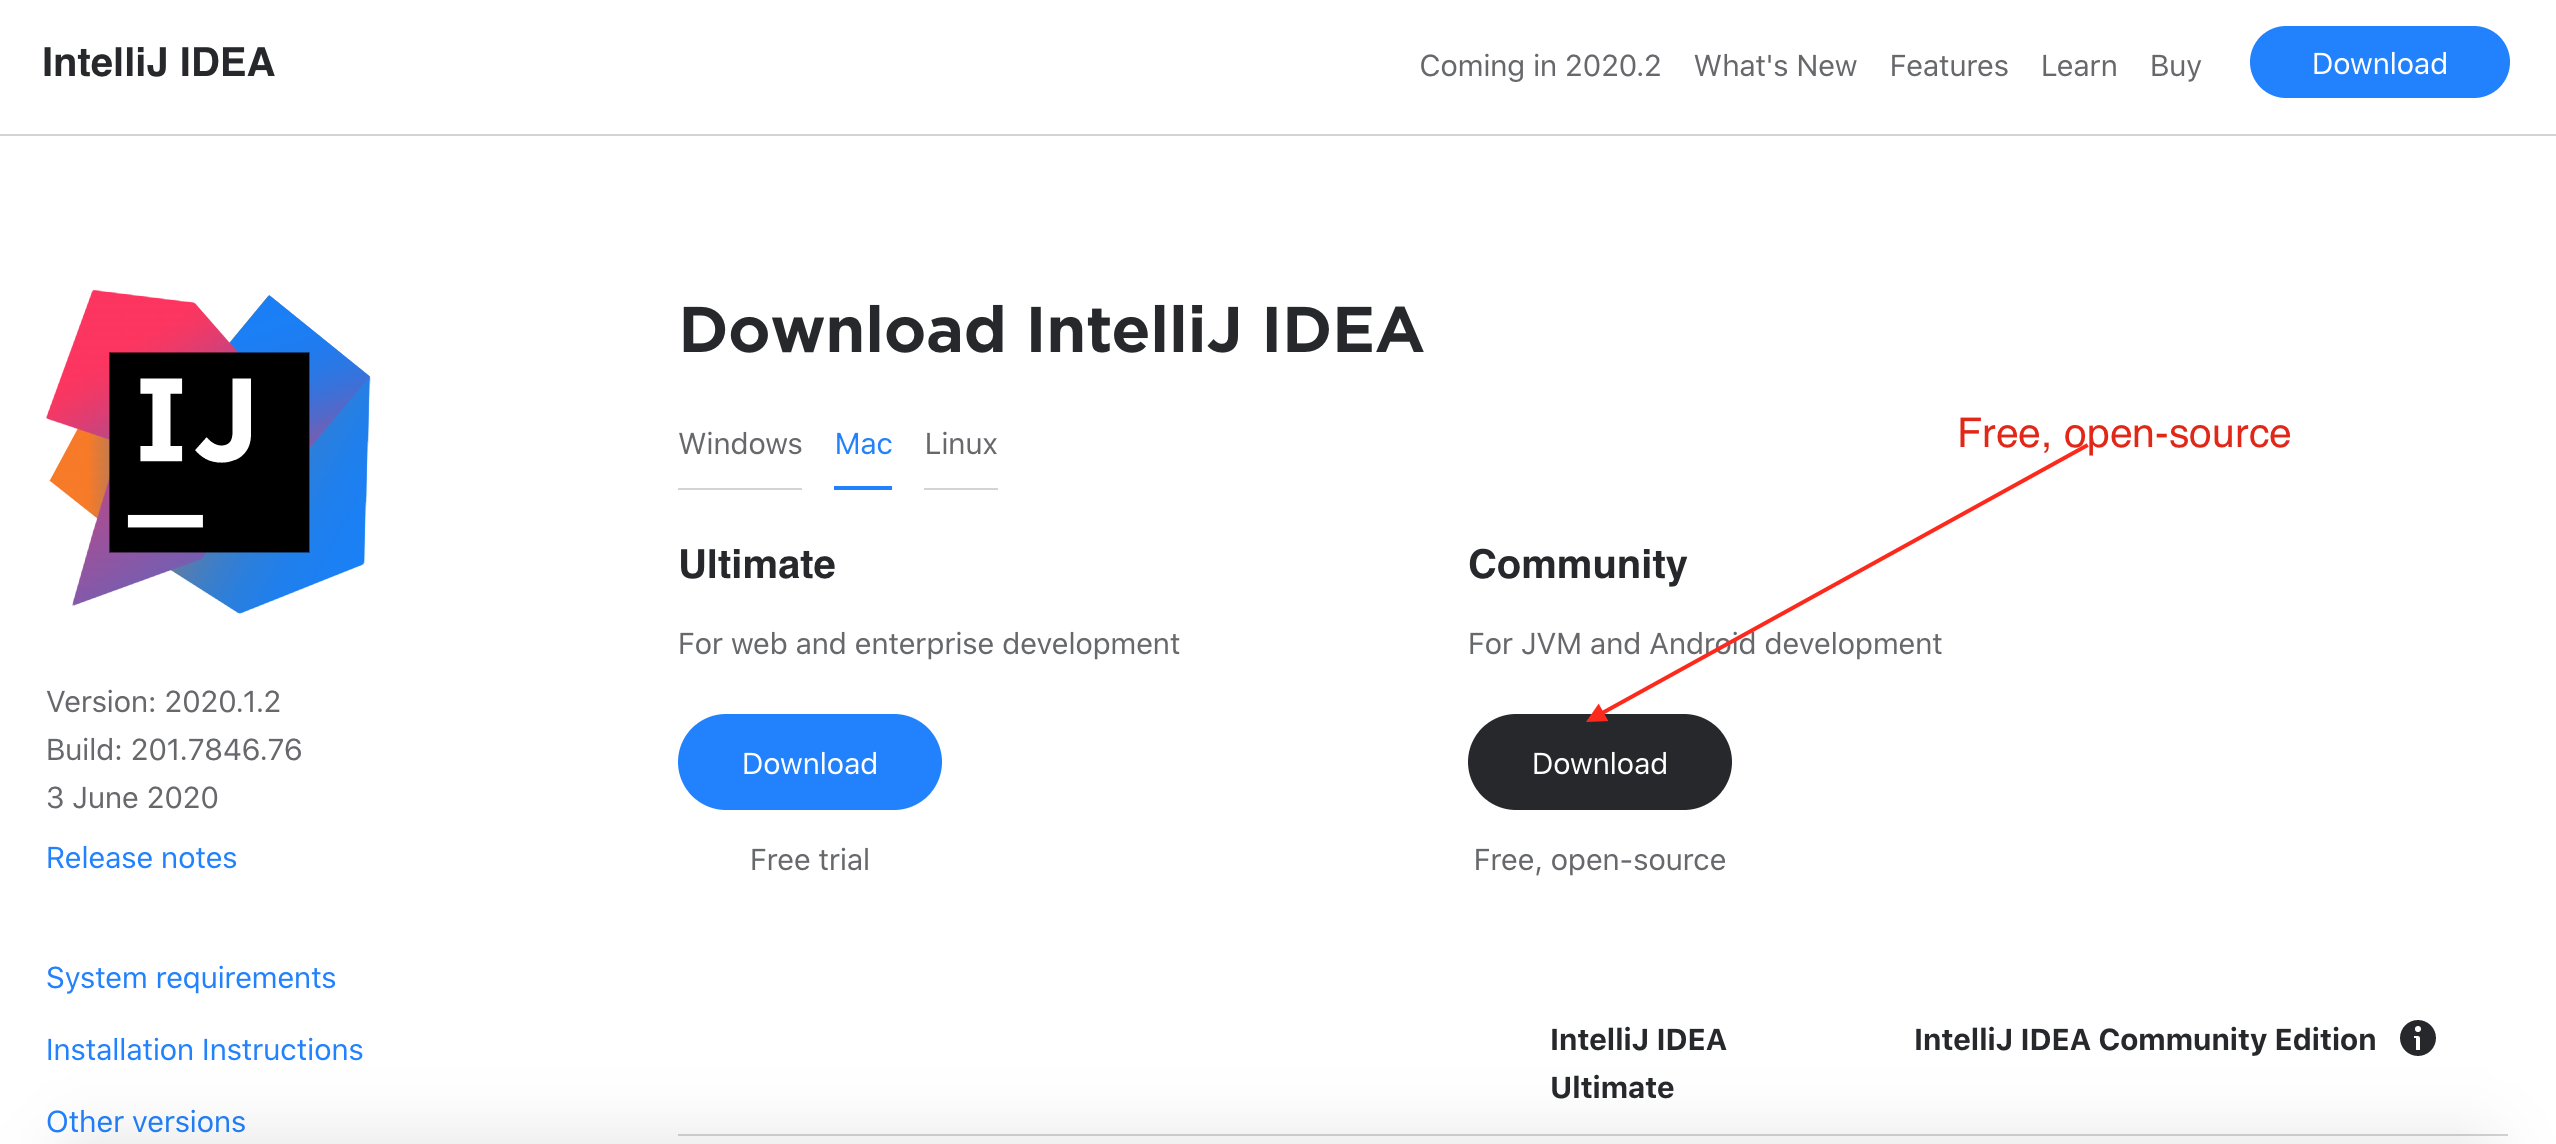 IntelliJ IDEA
Coming in 2020.2 What's New Features Learn Buy Download
IJ
Download IntelliJ IDEA
Windows Mac Linux
Free, open-source
Ultimate
For web and enterprise development
Download
Free trial
Community
For JVM and Android development
Download
Free, open-source
Version: 2020.1.2
Build: 201.7846.76
3 June 2020
Release notes
System requirements
Installation Instructions
Other versions
IntelliJ IDEA
Ultimate
IntelliJ IDEA Community Edition